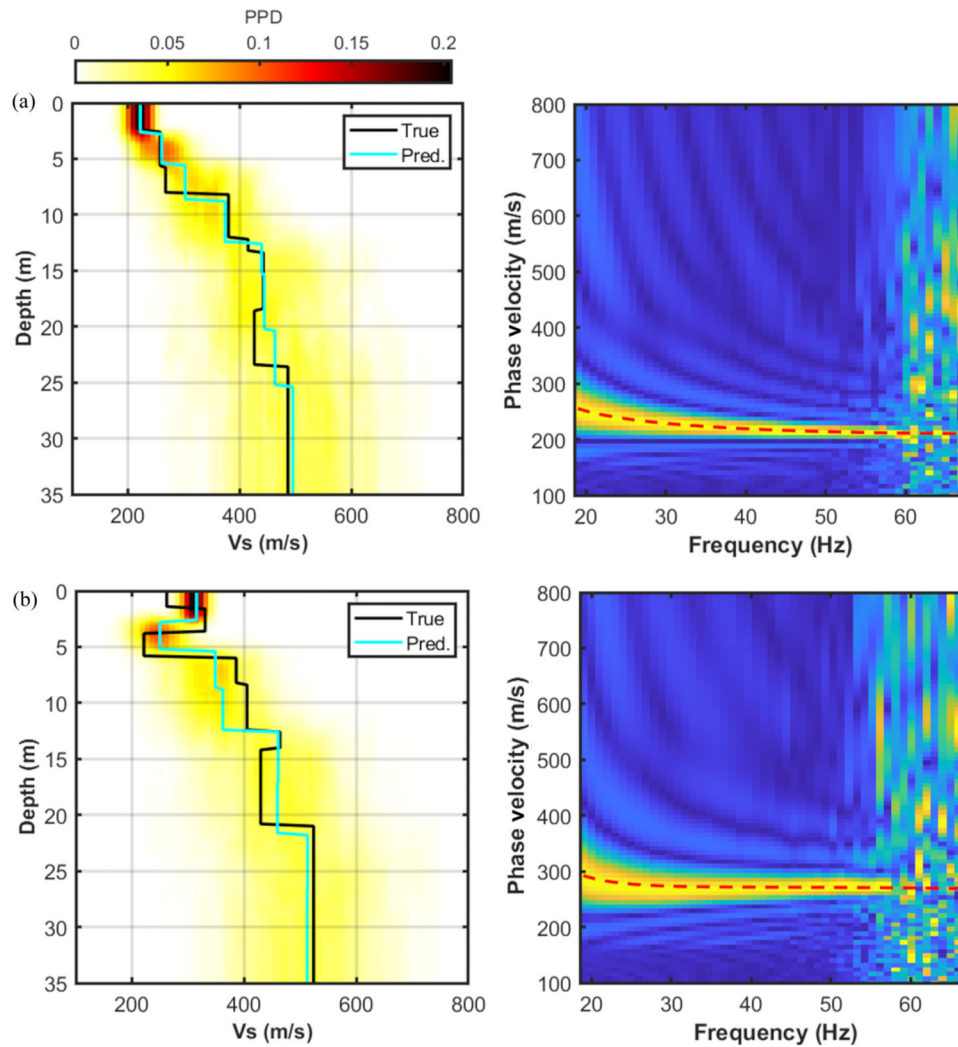 PPD
0 0.05 0.1 0.15 0.2
(a)
True
Pred.
0
5
10
15
20
25
30
35
Depth (m)
200 400 600 800
Vs (m/s)
800
700
600
500
400
300
200
100
Phase velocity (m/s)
20 30 40 50 60
Frequency (Hz)
(b)
True
Pred.
0
5
10
15
20
25
30
35
Depth (m)
200 400 600 800
Vs (m/s)
800
700
600
500
400
300
200
100
Phase velocity (m/s)
20 30 40 50 60
Frequency (Hz)